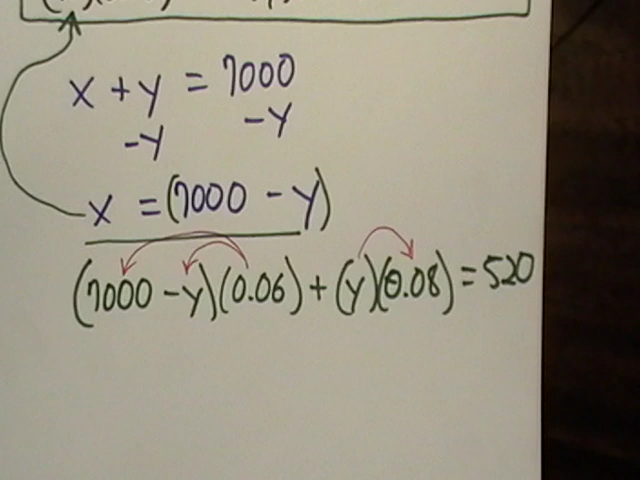 x + y = 7000
-y -y
x = (7000 - y)
(7000 - y)(0.06) + (y)(0.08) = 520